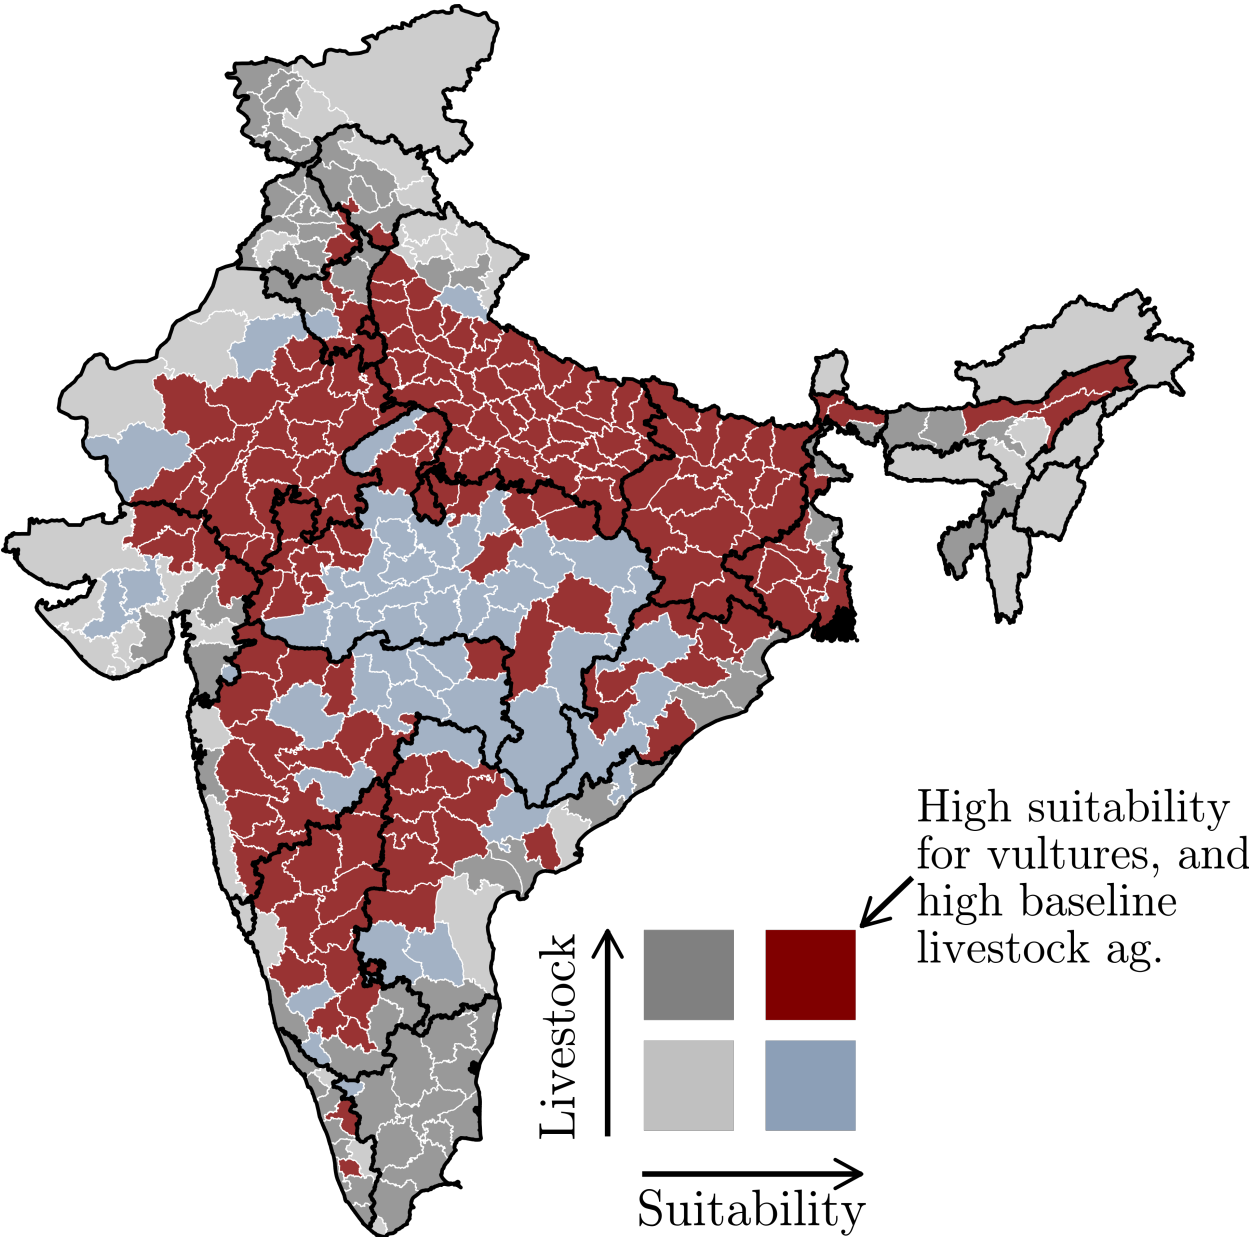 High suitability
for vultures, and
high baseline
livestock ag.
Livestock
Suitability